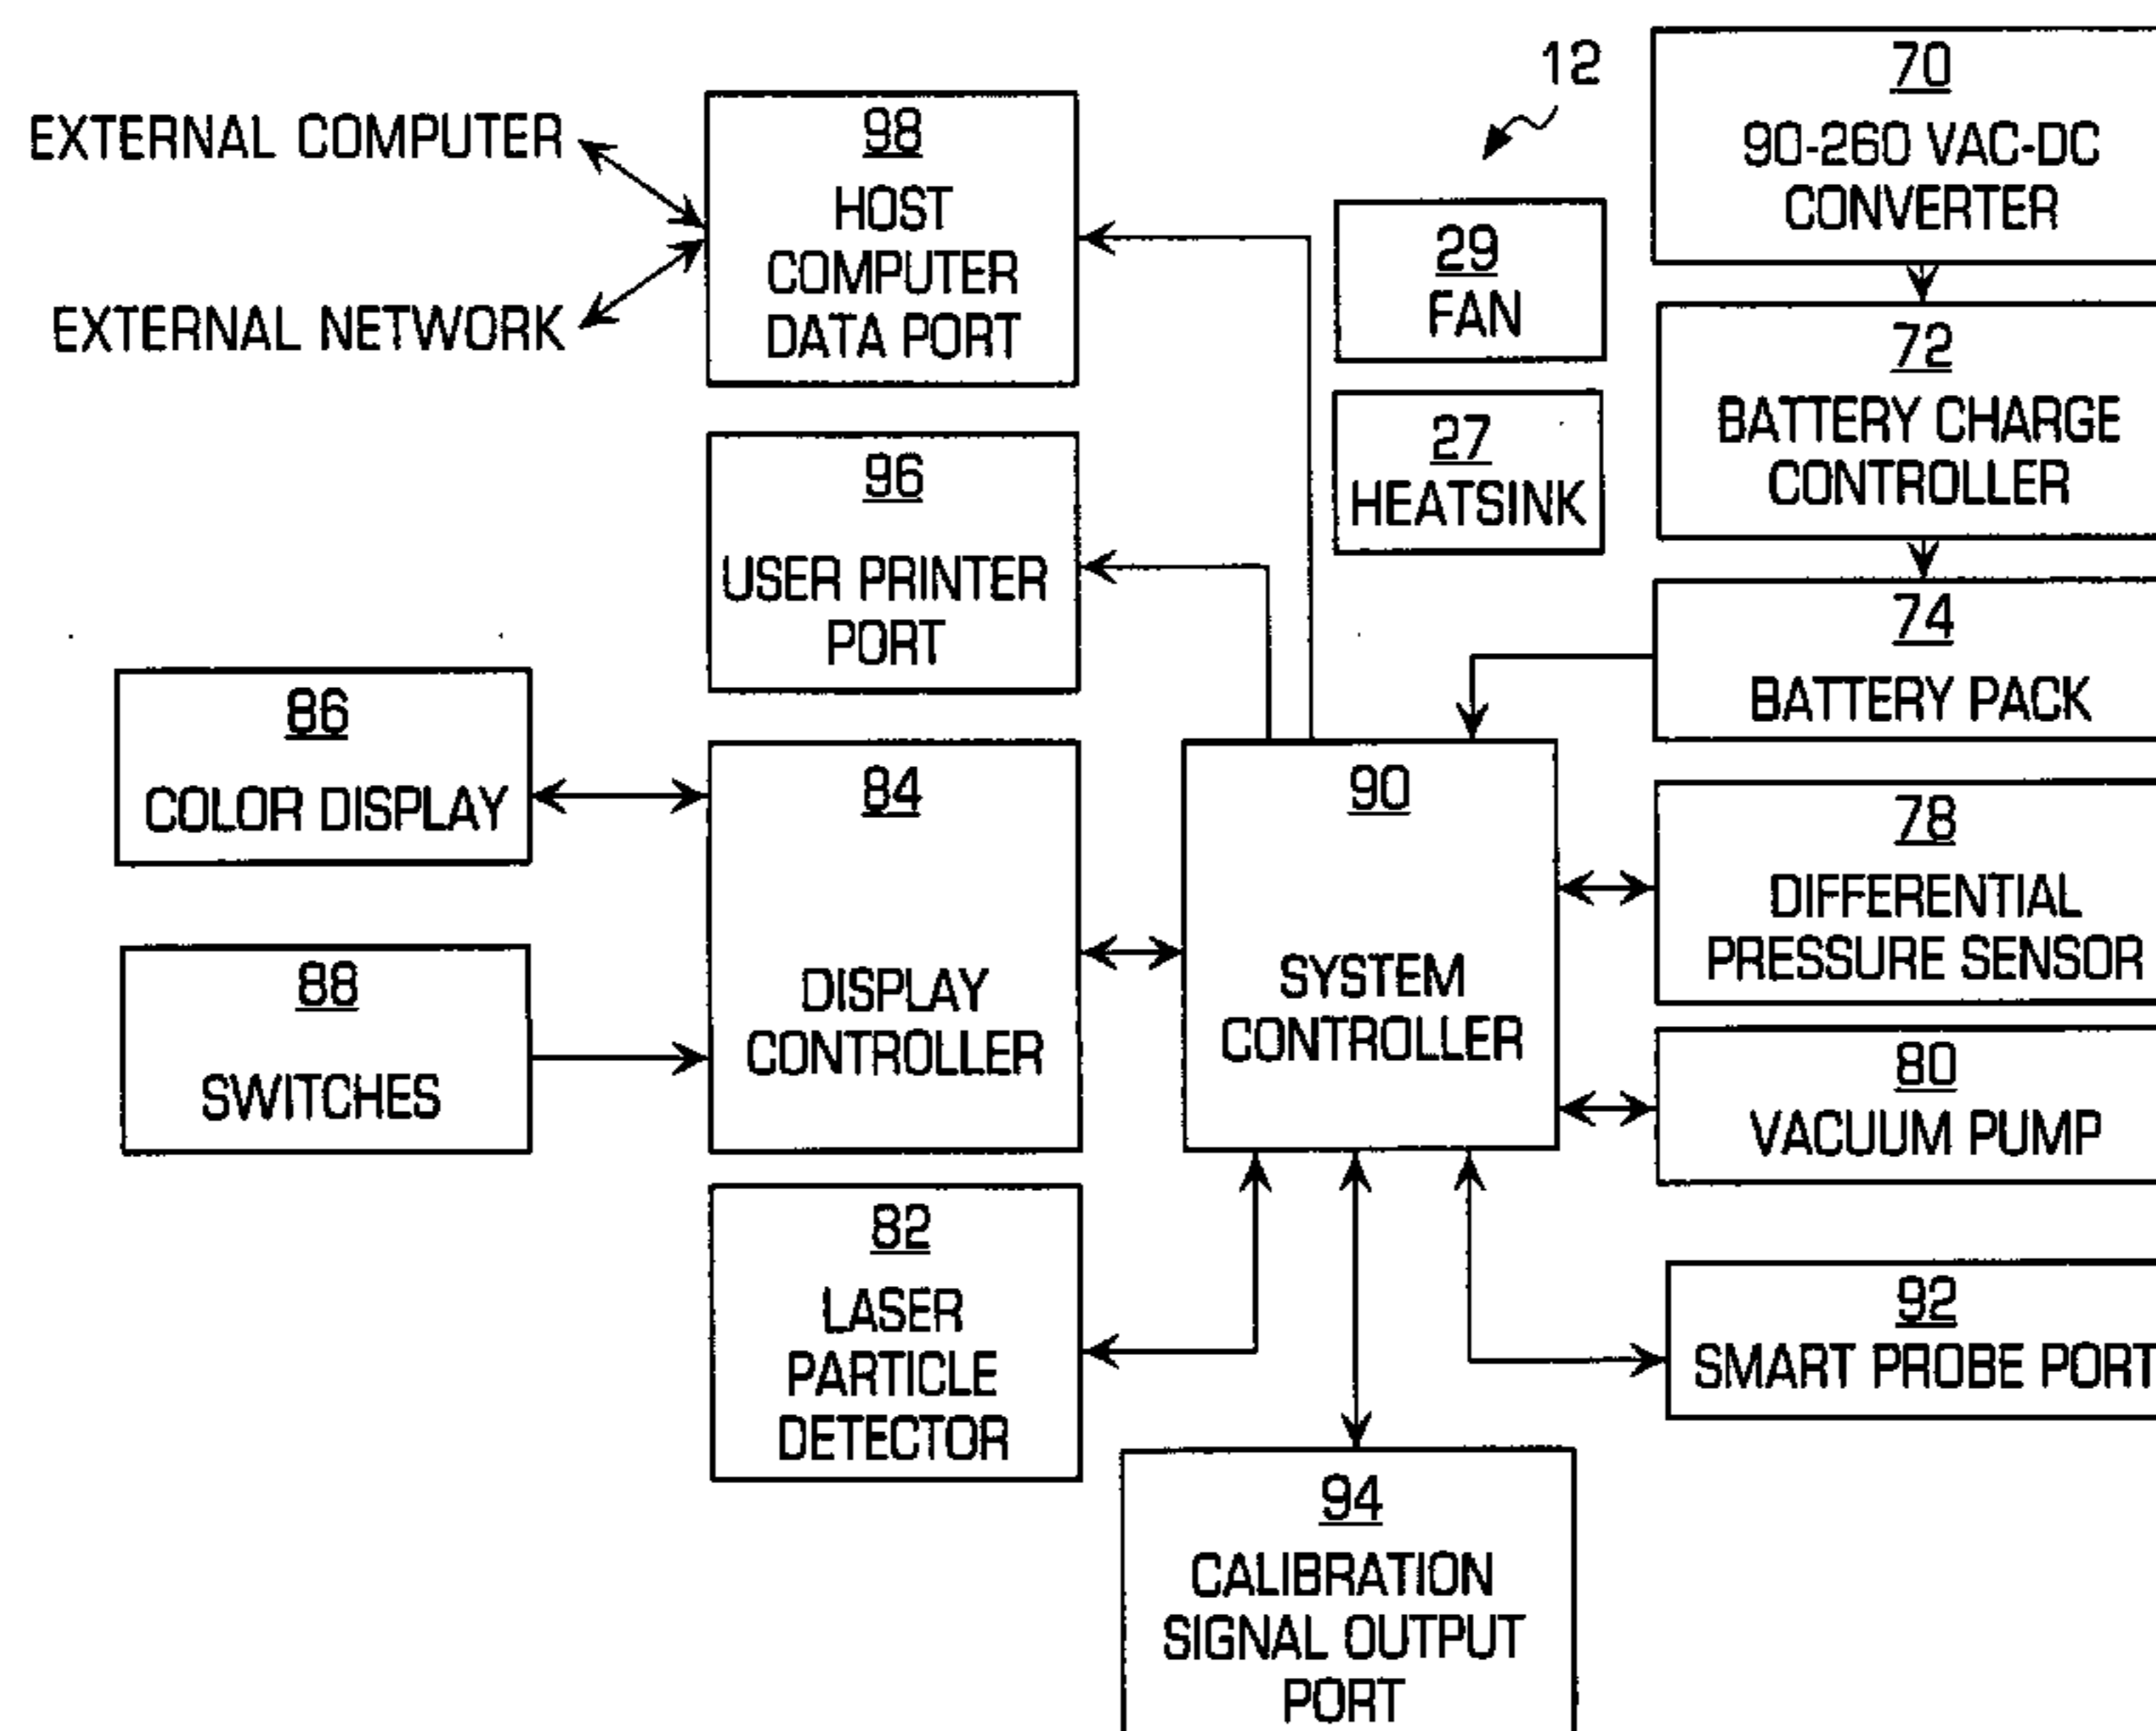 12
70
90-260 VAC-DC
CONVERTER
EXTERNAL COMPUTER
EXTERNAL NETWORK
98
HOST
COMPUTER
DATA PORT
29
FAN
27
HEATSINK
72
BATTERY CHARGE
CONTROLLER
96
USER PRINTER
PORT
74
BATTERY PACK
86
COLOR DISPLAY
88
SWITCHES
84
DISPLAY
CONTROLLER
90
SYSTEM
CONTROLLER
78
DIFFERENTIAL
PRESSURE SENSOR
80
VACUUM PUMP
82
LASER
PARTICLE
DETECTOR
92
SMART PROBE PORT
94
CALIBRATION
SIGNAL OUTPUT
PORT